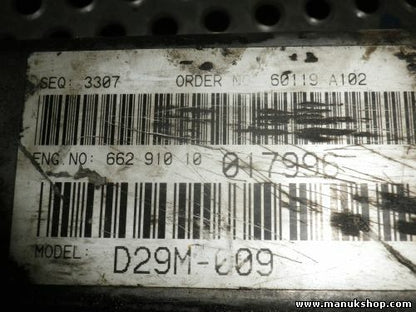 SEQ: 3307 ORDER NO: 60119-A102
ENG.NO: 662 910 10 017996
MODEL: D29M-009
www.manukshop.com